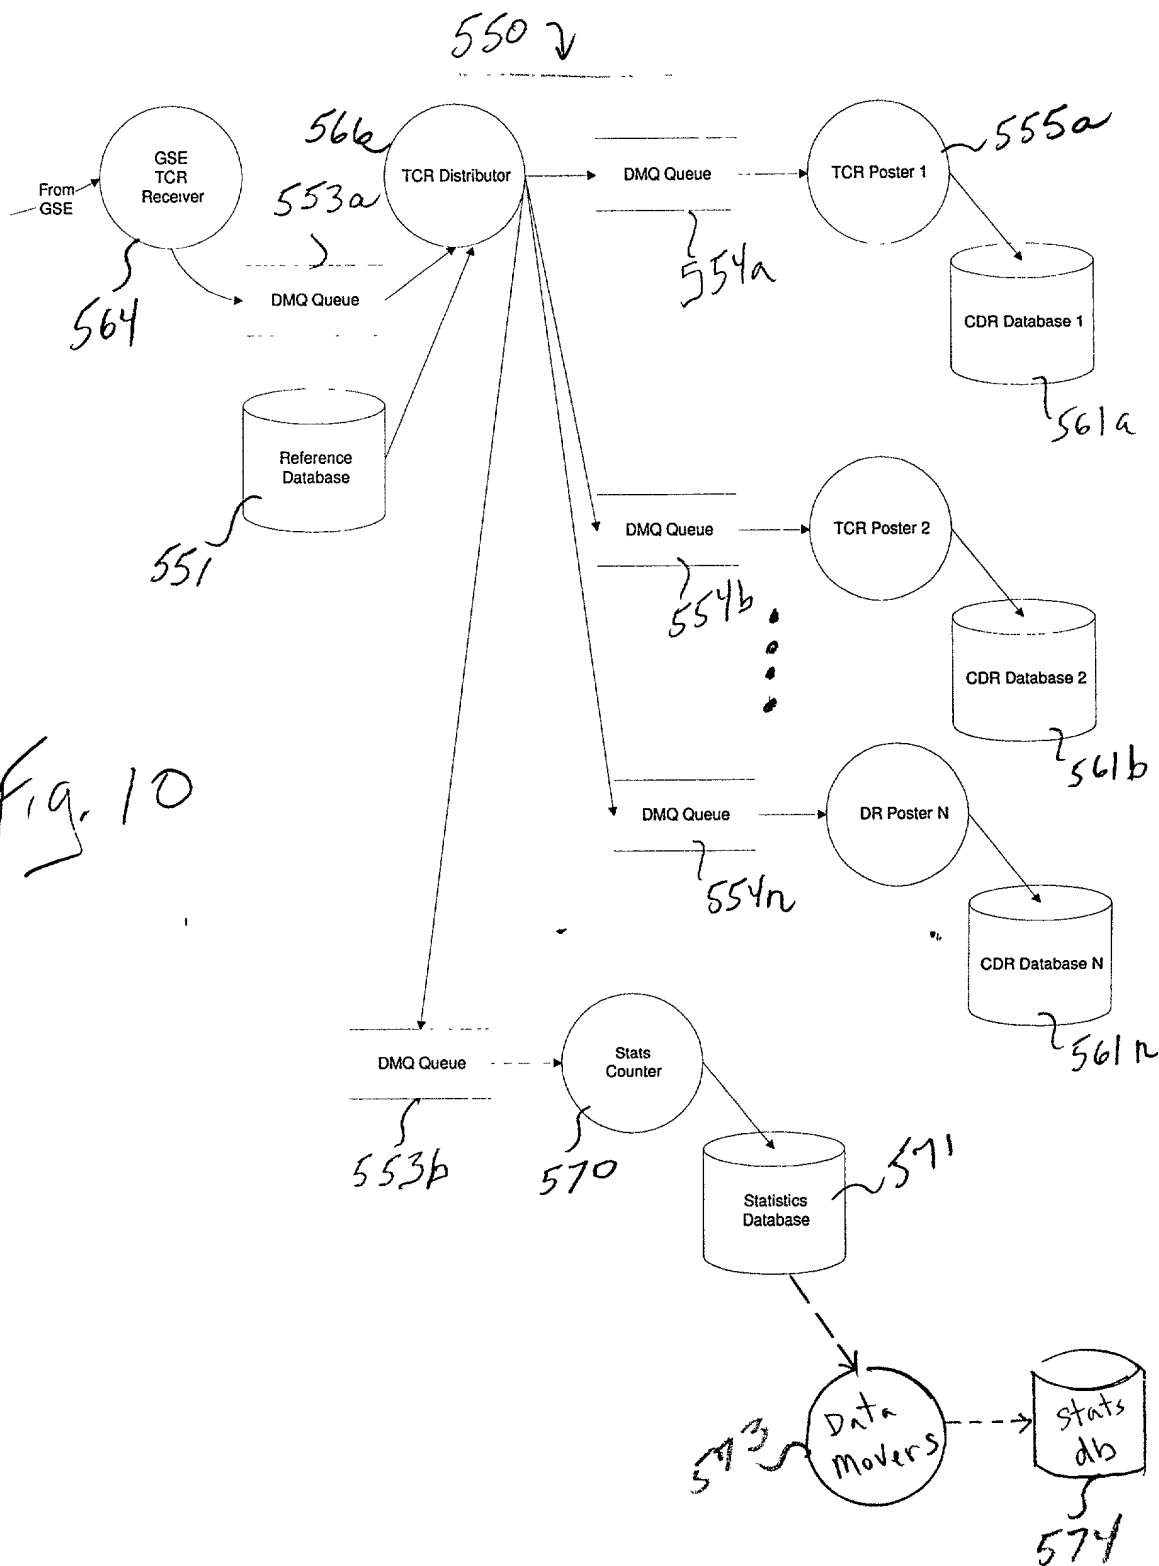 550
From
GSE
GSE
TCR
Receiver
564
553a
DMQ Queue
566
TCR Distributor
DMQ Queue
554a
TCR Poster 1
555a
CDR Database 1
561a
Reference
Database
551
DMQ Queue
554b
TCR Poster 2
CDR Database 2
561b
Fig. 10
DMQ Queue
554n
DR Poster N
CDR Database N
561n
DMQ Queue
553b
Stats
Counter
570
Statistics
Database
571
Data
movers
573
Stats
db
574